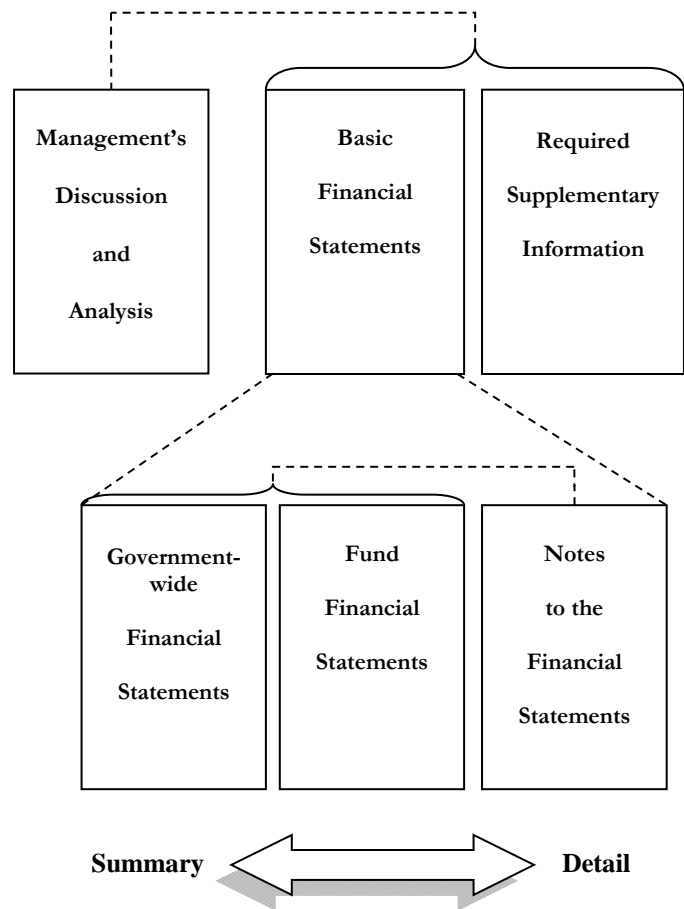 Management's
Discussion
and
Analysis
Basic
Financial
Statements
Required
Supplementary
Information
Government-
wide
Financial
Statements
Fund
Financial
Statements
Notes
to the
Financial
Statements
Summary
Detail